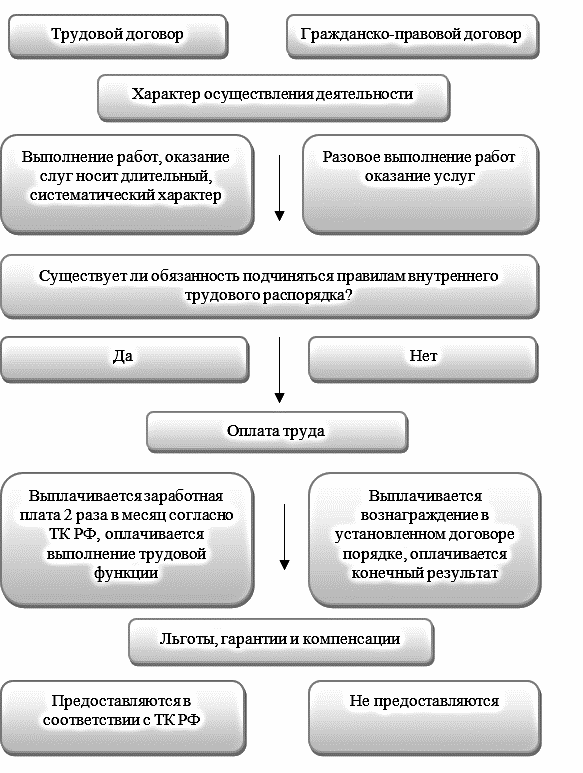 Трудовой договор
Гражданско-правовой договор
Характер осуществления деятельности
Выполнение работ, оказание
слуг носит длительный,
систематический характер
Разовое выполнение работ
оказание услуг
Существует ли обязанность подчиняться правилам внутреннего
трудового распорядка?
Да
Нет
Оплата труда
Выплачивается заработная
плата 2 раза в месяц согласно
ТК РФ, оплачивается
выполнение трудовой
функции
Выплачивается
вознаграждение в
установленном договоре
порядке, оплачивается
конечный результат
Льготы, гарантии и компенсации
Предоставляются в
соответствии с ТК РФ
Не предоставляются